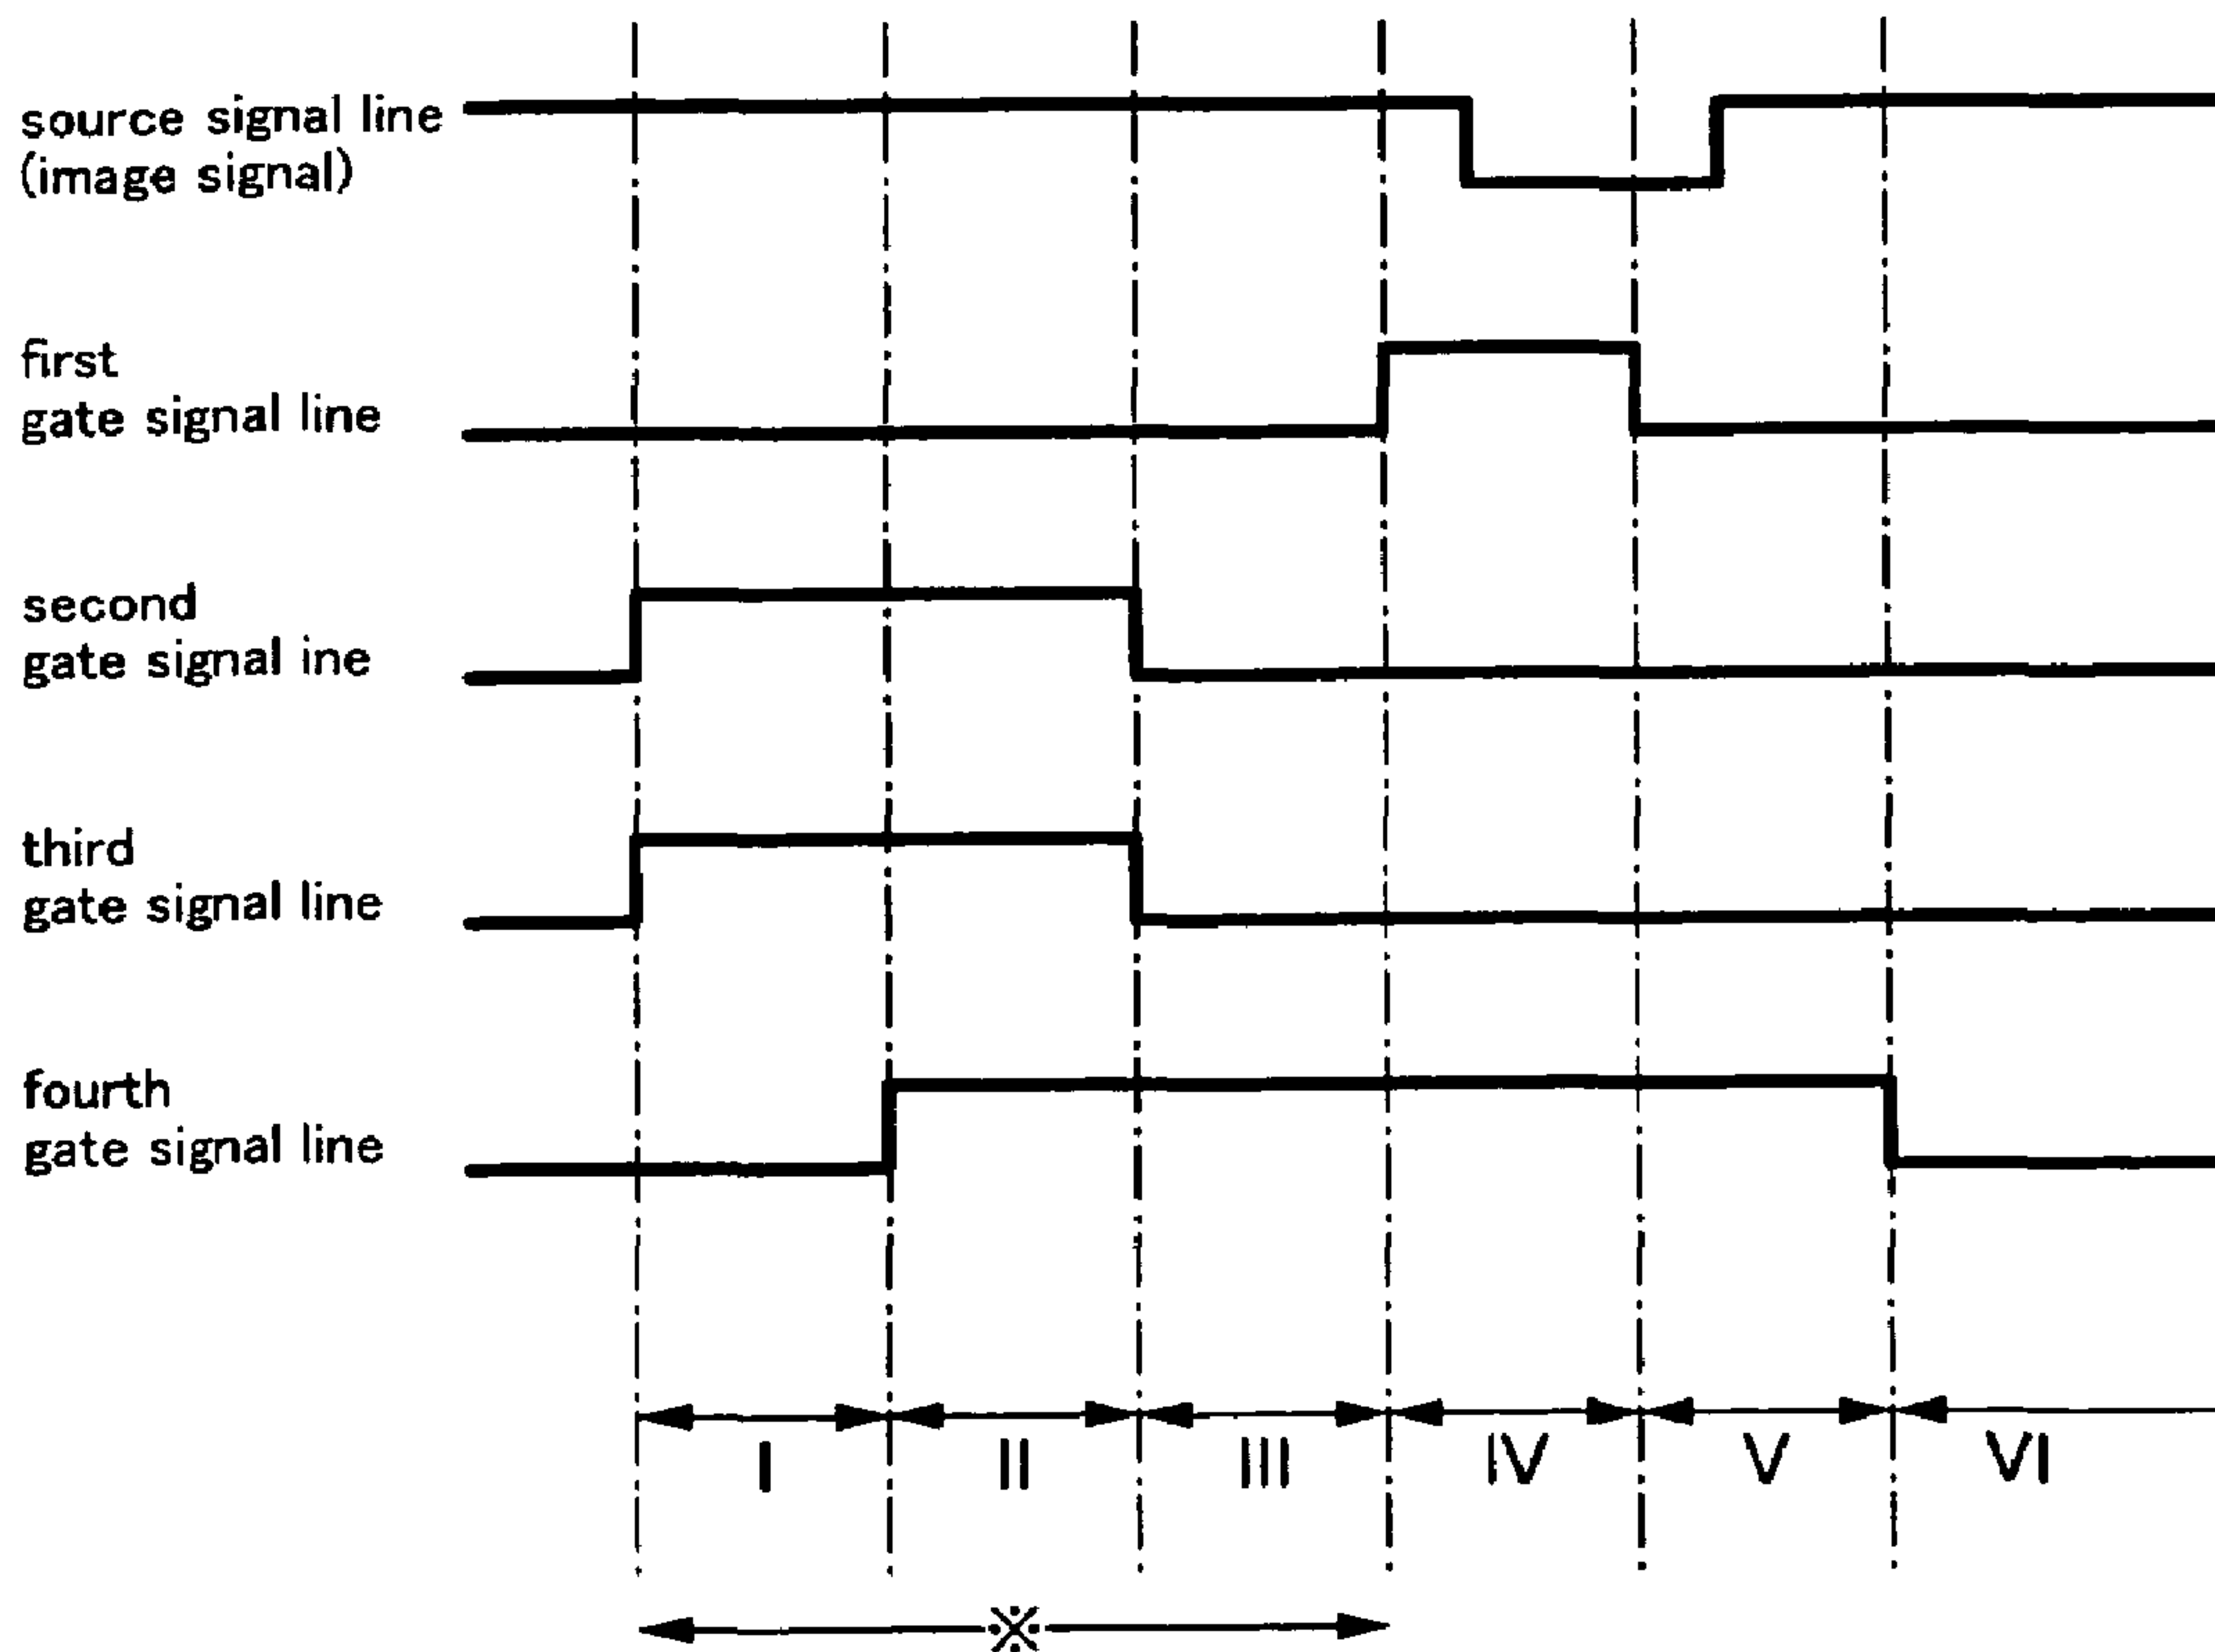 source signal line
(image signal)
first
gate signal line
second
gate signal ine
third
gate signal line
fourth
gate signal line
I II III IV V VI
※